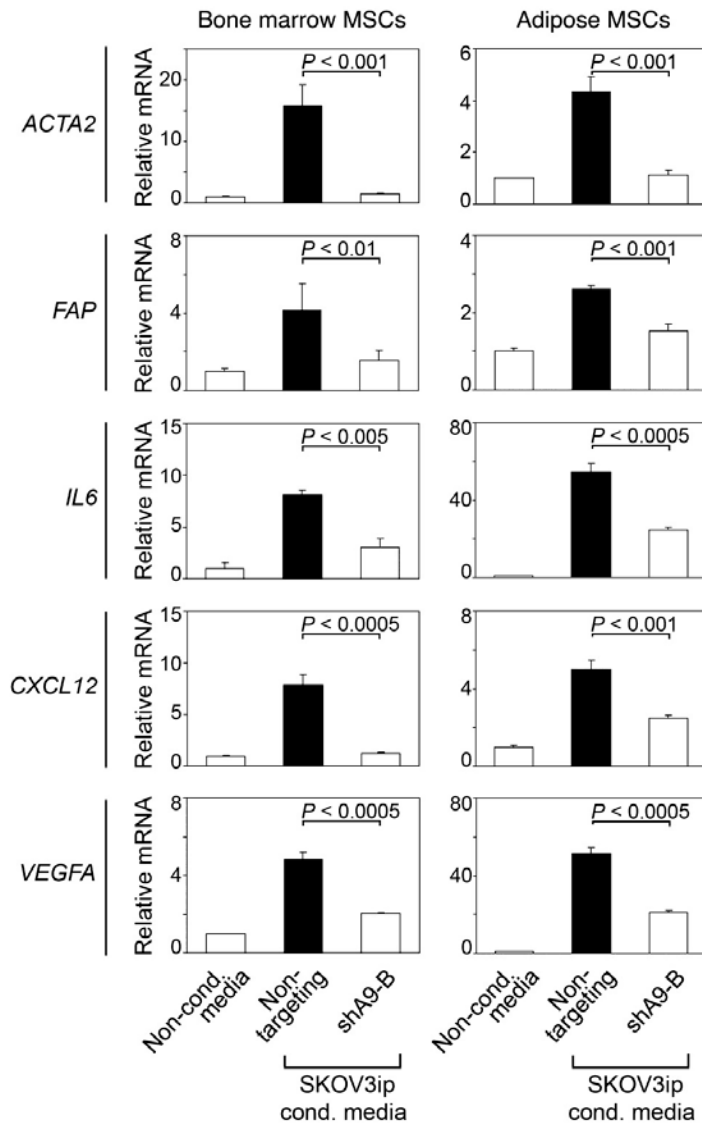 Bone marrow MSCs Adipose MSCs
ACTA2
Relative mRNA
20
10
0
P < 0.001
6
4
2
0
P < 0.001
FAP
Relative mRNA
8
4
0
P < 0.01
4
2
0
P < 0.001
IL6
Relative mRNA
15
10
5
0
P < 0.005
80
40
0
P < 0.0005
CXCL12
Relative mRNA
15
10
5
0
P < 0.0005
8
4
0
P < 0.001
VEGFA
Relative mRNA
8
4
0
P < 0.0005
80
40
0
P < 0.0005
Non-cond.
media
Non-
targeting
shA9-B
Non-cond.
media
Non-
targeting
shA9-B
SKOV3ip
cond. media
SKOV3ip
cond. media